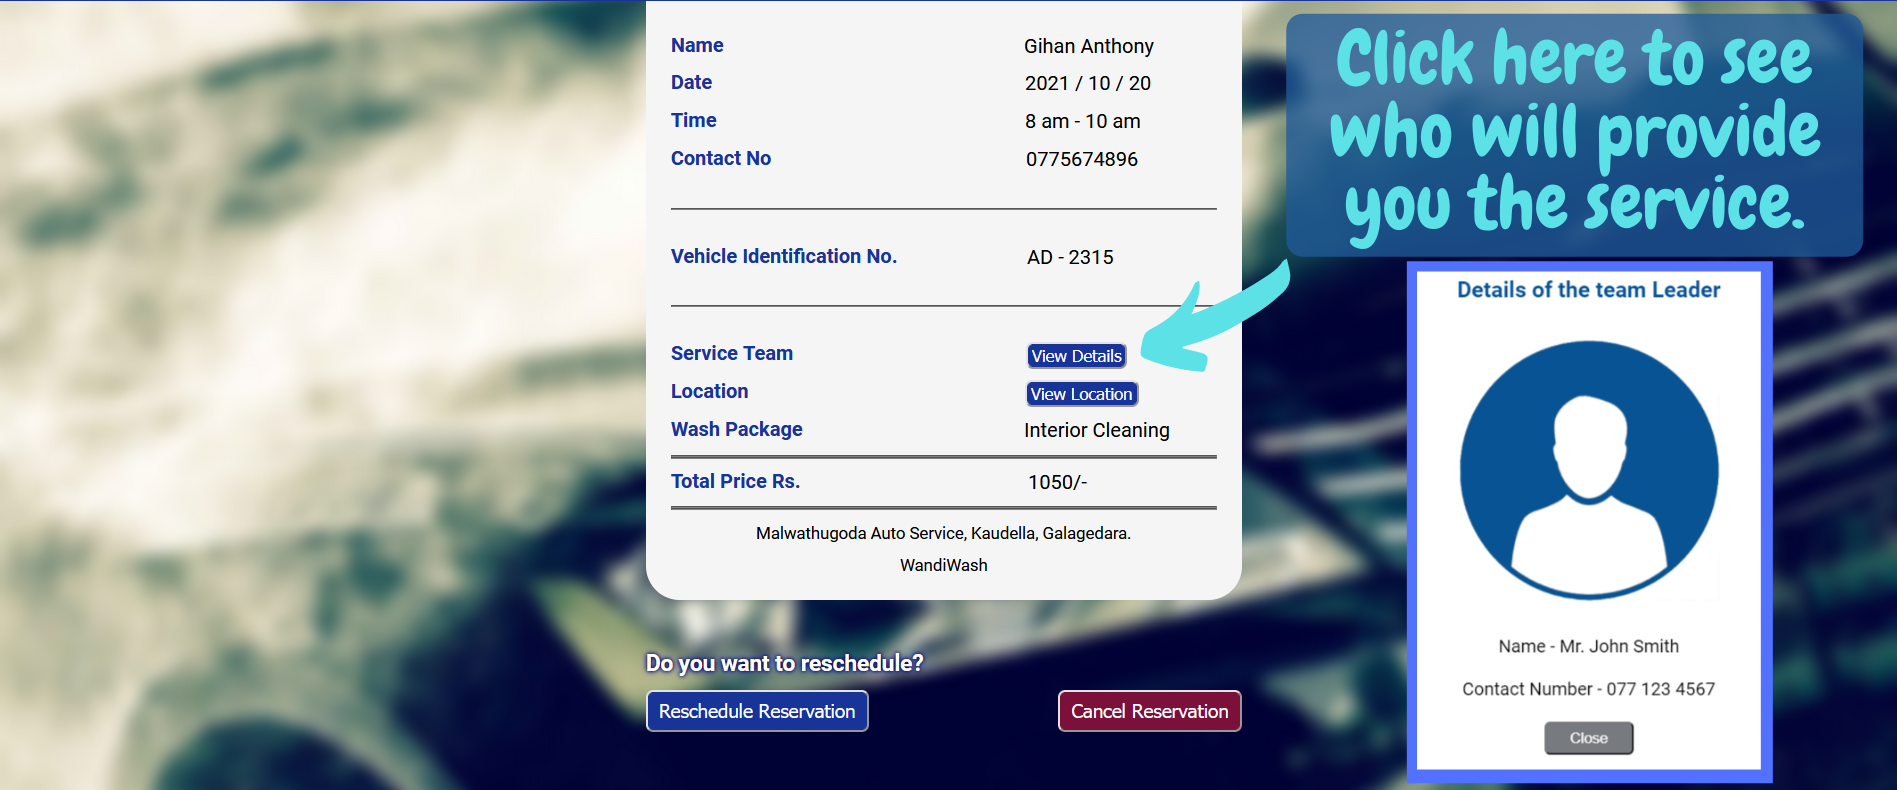 Name Gihan Anthony
Date 2021 / 10 / 20
Time 8 am - 10 am
Contact No 0775674896
Vehicle Identification No. AD - 2315
Service Team View Details
Location View Location
Wash Package Interior Cleaning
Total Price Rs. 1050/-
Malwathugoda Auto Service, Kaudella, Galagedara.
WandiWash
Do you want to reschedule?
Reschedule Reservation Cancel Reservation
Click here to see
who will provide
you the service.
Details of the team Leader
Name - Mr. John Smith
Contact Number - 077 123 4567
Close